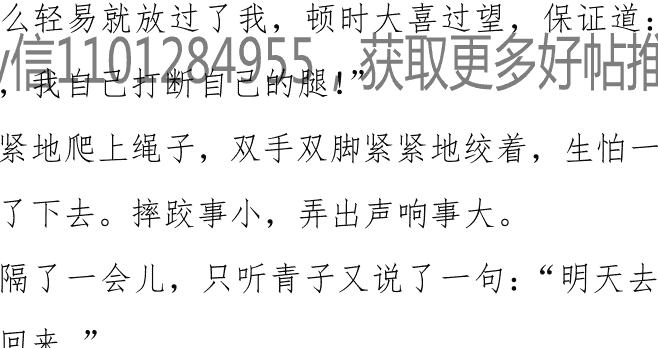 么轻易就放过了我，顿时大喜过望，保证道：
信1101284955，获取更多好帖推
，我自己打断自己的腿！”
紧地爬上绳子，双手双脚紧紧地绞着，生怕一
了下去。摔跤事小，弄出声响事大。
隔了一会儿，只听青子又说了一句：“明天去
回来。”